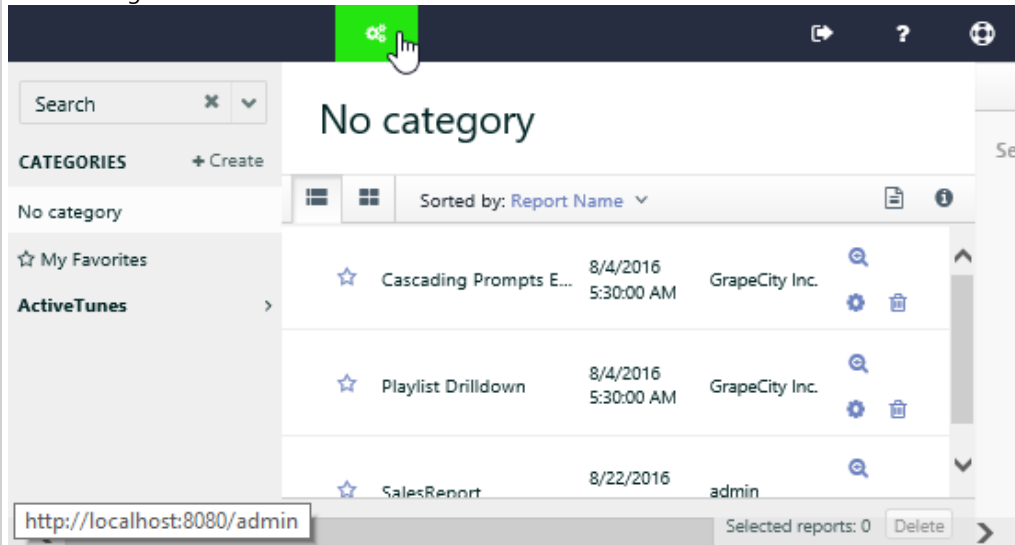 Search
CATEGORIES + Create
No category
My Favorites
ActiveTunes
No category
Sorted by: Report Name
Cascading Prompts E... 8/4/2016 5:30:00 AM GrapeCity Inc.
Playlist Drilldown 8/4/2016 5:30:00 AM GrapeCity Inc.
SalesReport 8/22/2016 admin
Selected reports: 0 Delete
http://localhost:8080/admin
Se